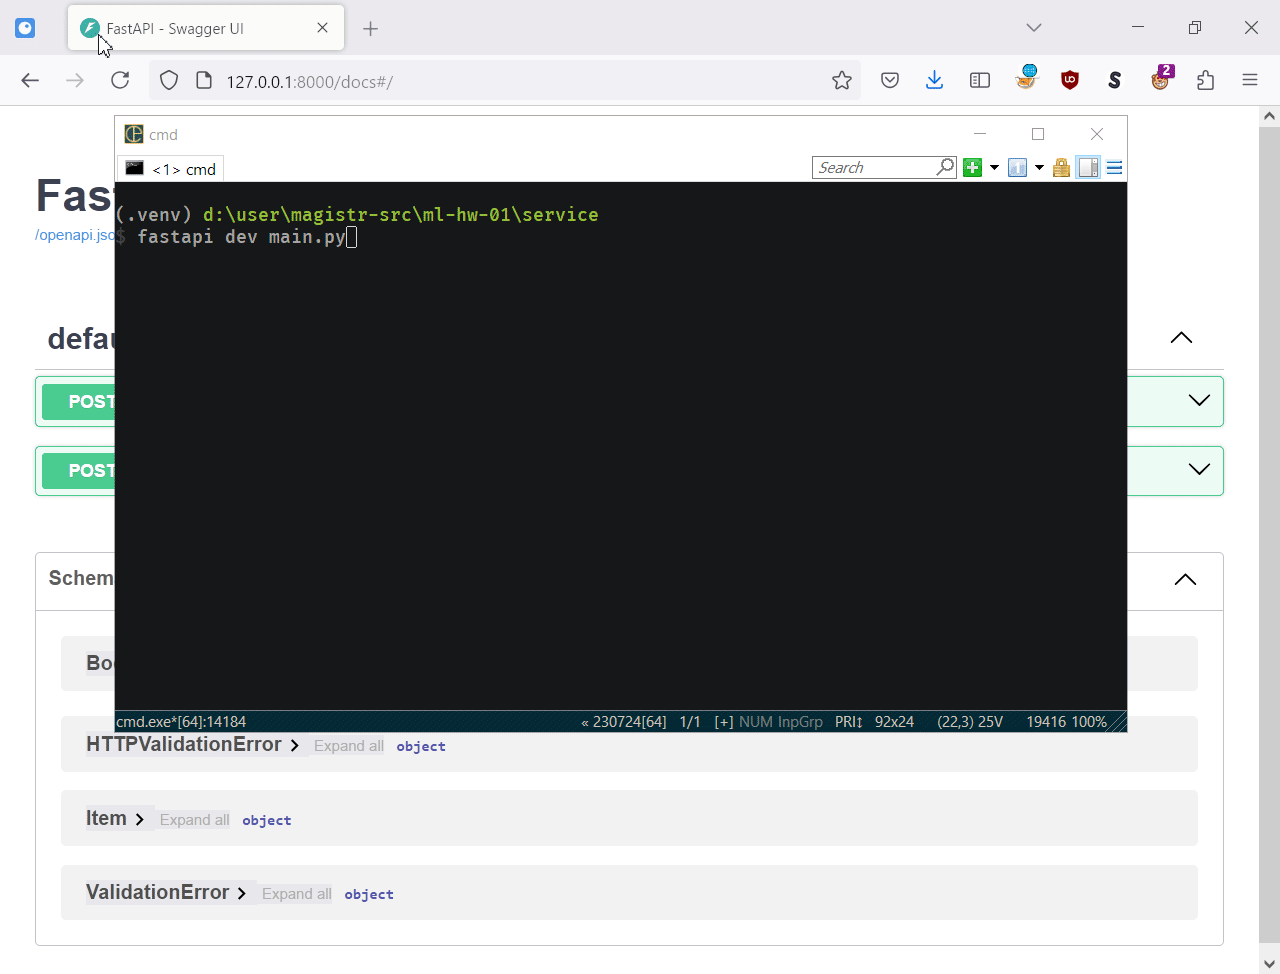 FastAPI - Swagger UI
127.0.0.1:8000/docs#/
2
cmd
<1> cmd
Search
Fas
/openapi.jso
(.venv) d:\user\magistr-src\ml-hw-01\service
$ fastapi dev main.py
defau
POST
POST
Schem
Bo
cmd.exe*[64]:14184 « 230724[64] 1/1 [+] NUM InpGrp PRI↕ 92x24 (22,3) 25V 19416 100%
HTTPValidationError > Expand all object
Item > Expand all object
ValidationError > Expand all object